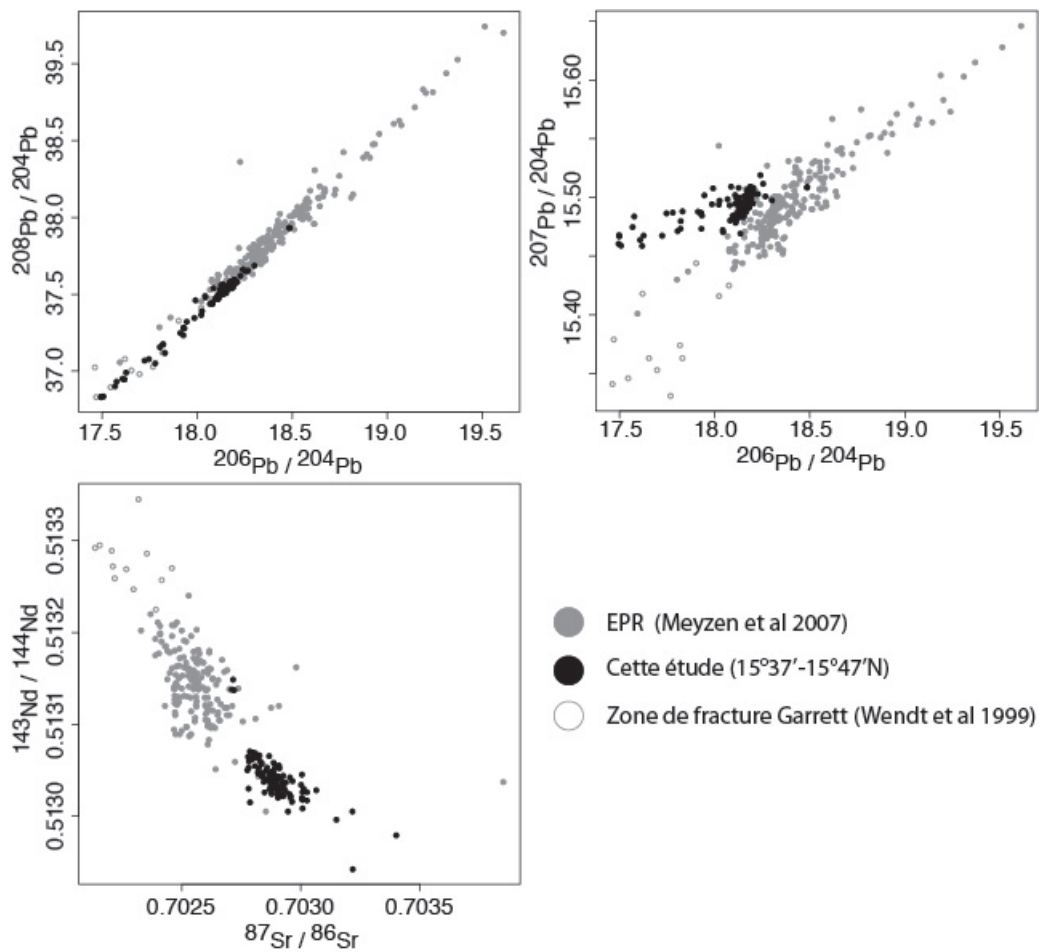 39.5
38.5
38.0
37.5
37.0
208Pb / 204Pb
17.5 18.0 18.5 19.0 19.5
206Pb / 204Pb
15.60
15.50
15.40
207Pb / 204Pb
17.5 18.0 18.5 19.0 19.5
206Pb / 204Pb
0.5133
0.5132
0.5131
0.5130
143Nd / 144Nd
0.7025 0.7030 0.7035
87Sr / 86Sr
EPR (Meyzen et al 2007)
Cette étude (15°37′-15°47′N)
Zone de fracture Garrett (Wendt et al 1999)